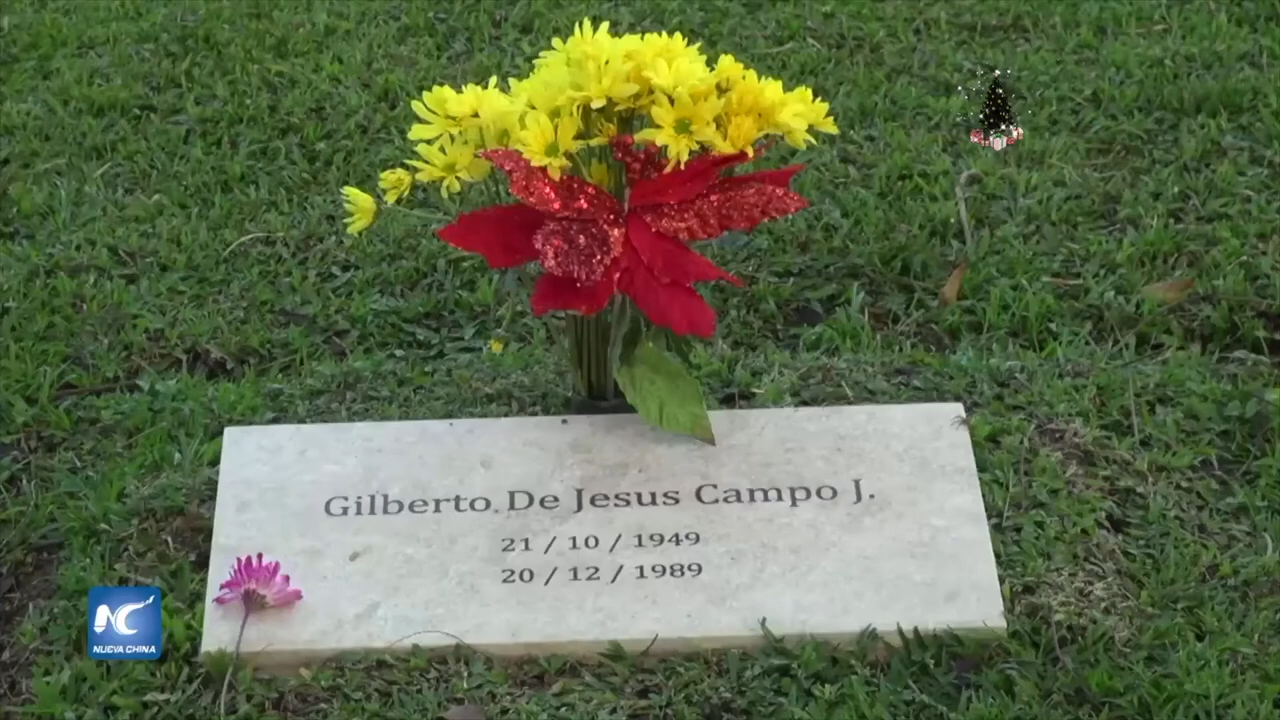 Gilberto De Jesus Campo J.
21 / 10 / 1949
20 / 12 / 1989
NC
NUEVA CHINA